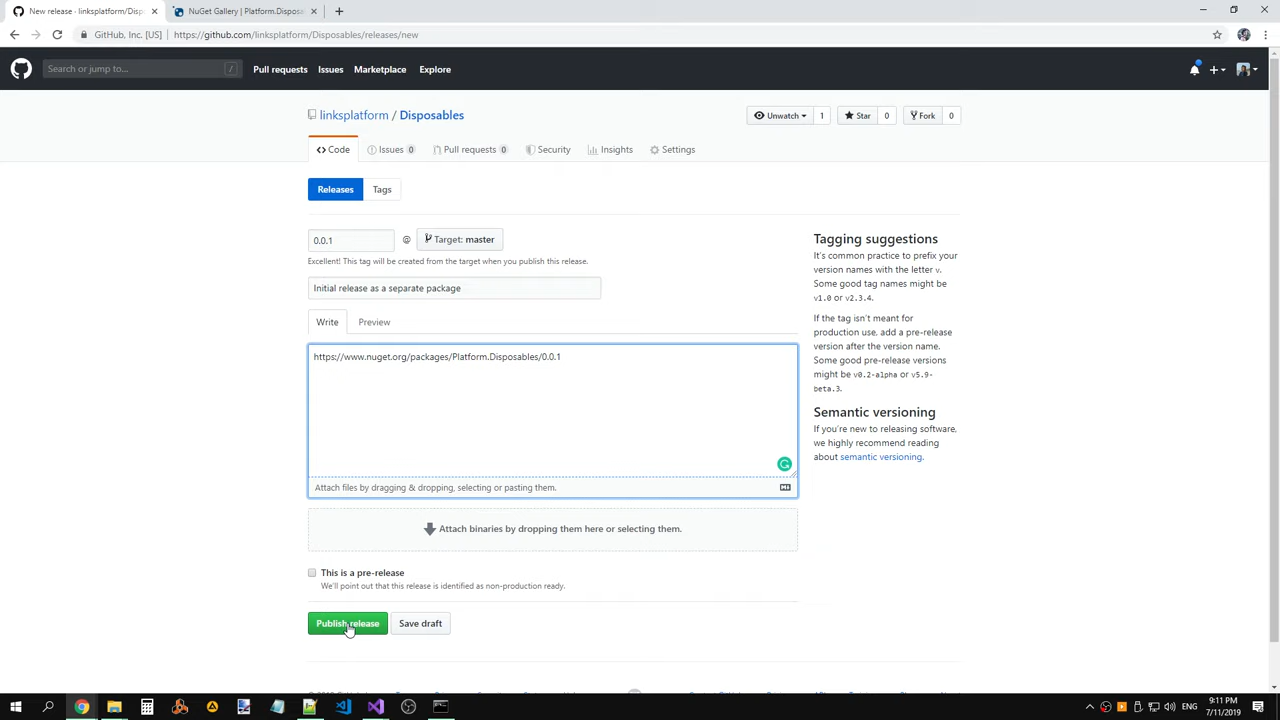 New release · linksplatform/Disp
NuGet Gallery | Platform.Disposa
GitHub, Inc. [US]
https://github.com/linksplatform/Disposables/releases/new
Search or jump to...
/
Pull requests
Issues
Marketplace
Explore
linksplatform / Disposables
Unwatch
1
Star
0
Fork
0
Code
Issues 0
Pull requests 0
Security
Insights
Settings
Releases
Tags
0.0.1
@
Target: master
Excellent! This tag will be created from the target when you publish this release.
Initial release as a separate package
Write
Preview
https://www.nuget.org/packages/Platform.Disposables/0.0.1
Attach files by dragging & dropping, selecting or pasting them.
Attach binaries by dropping them here or selecting them.
This is a pre-release
We'll point out that this release is identified as non-production ready.
Publish release
Save draft
Tagging suggestions
It's common practice to prefix your
version names with the letter v.
Some good tag names might be
v1.0 or v2.3.4.
If the tag isn't meant for
production use, add a pre-release
version after the version name.
Some good pre-release versions
might be v0.2-alpha or v5.9-
beta.3.
Semantic versioning
If you're new to releasing software,
we highly recommend reading
about semantic versioning.
ENG
9:11 PM
7/11/2019